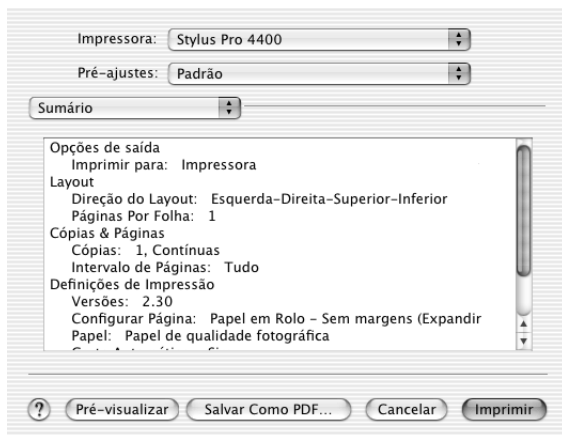 Impressora: Stylus Pro 4400
Pré-ajustes: Padrão
Sumário
Opções de saída
Imprimir para: Impressora
Layout
Direção do Layout: Esquerda-Direita-Superior-Inferior
Páginas Por Folha: 1
Cópias & Páginas
Cópias: 1, Contínuas
Intervalo de Páginas: Tudo
Definições de Impressão
Versões: 2.30
Configurar Página: Papel em Rolo - Sem margens (Expandir
Papel: Papel de qualidade fotográfica
? Pré-visualizar Salvar Como PDF... Cancelar Imprimir